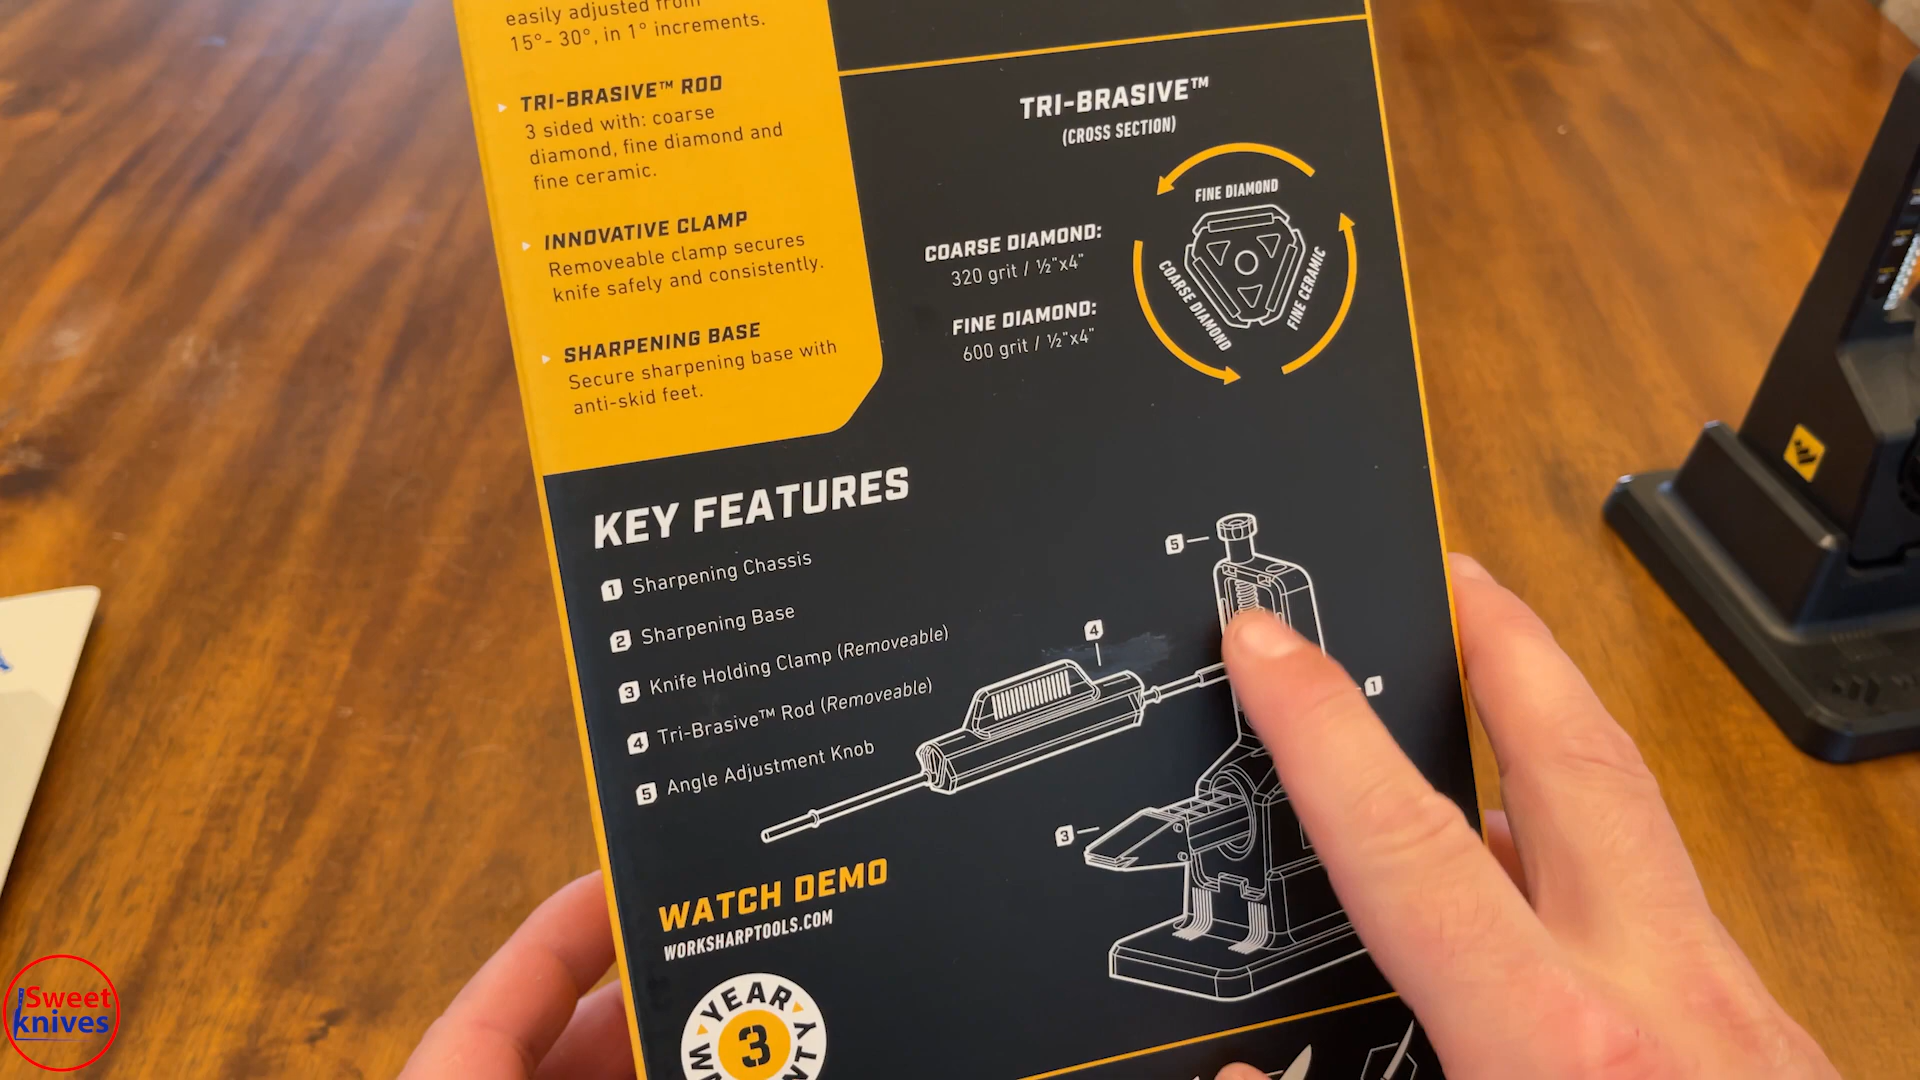 easily adjusted from
15°- 30°, in 1° increments.
TRI-BRASIVE™ ROD
3 sided with: coarse
diamond, fine diamond and
fine ceramic.
INNOVATIVE CLAMP
Removeable clamp secures
knife safely and consistently.
SHARPENING BASE
Secure sharpening base with
anti-skid feet.
TRI-BRASIVE™
(CROSS SECTION)
FINE DIAMOND
COARSE DIAMOND
FINE CERAMIC
COARSE DIAMOND:
320 grit / ½"x4"
FINE DIAMOND:
600 grit / ½"x4"
KEY FEATURES
1 Sharpening Chassis
2 Sharpening Base
3 Knife Holding Clamp (Removeable)
4 Tri-Brasive™ Rod (Removeable)
5 Angle Adjustment Knob
5
4
1
3
WATCH DEMO
WORKSHARPTOOLS.COM
YEAR
3
Sweet
knives